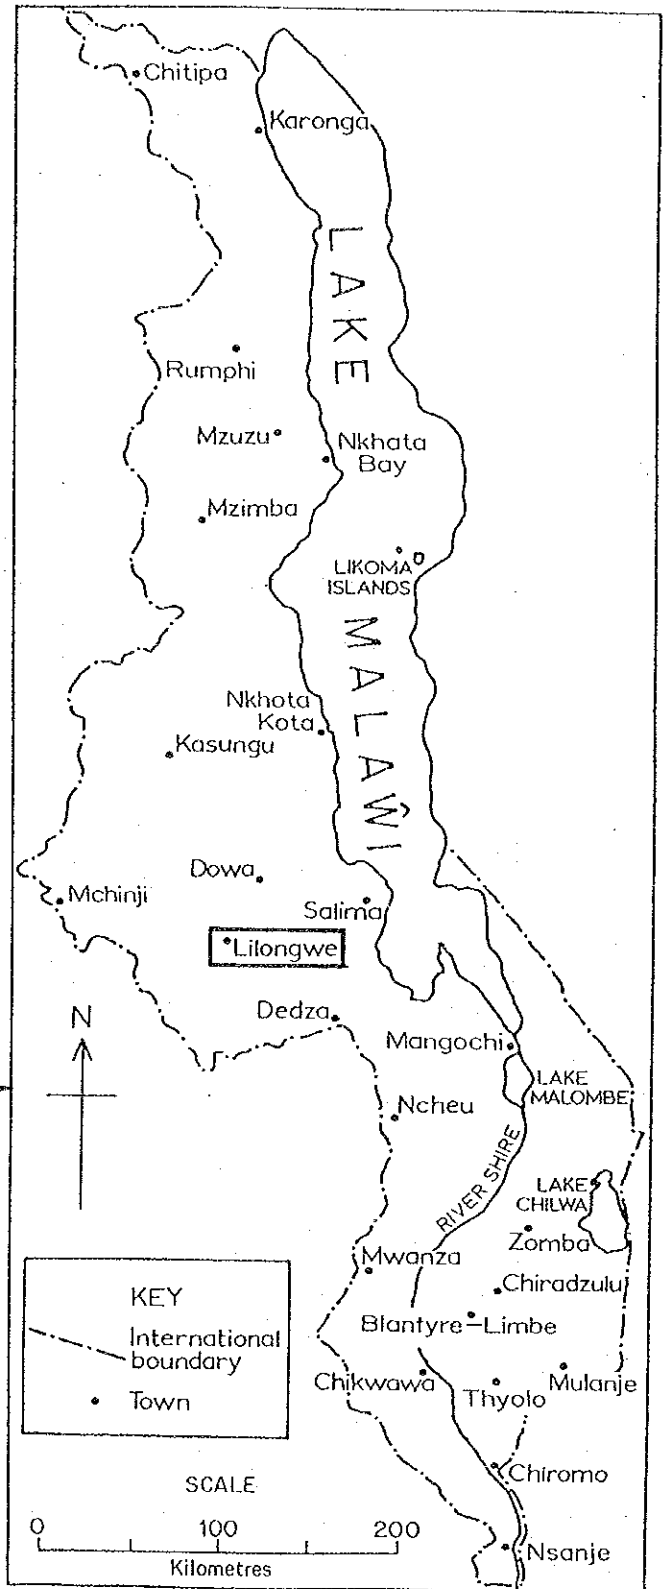 Chitipa
Karonga
LAKE
Rumphi
Mzuzu
Nkhata
Bay
Mzimba
LIKOMA
ISLANDS
MALAŴI
Nkhota
Kota
Kasungu
Dowa
Mchinji
Salima
Lilongwe
N
Dedza
Mangochi
LAKE
MALOMBE
Ncheu
RIVER SHIRE
LAKE
CHILWA
Zomba
Mwanza
Chiradzulu
Blantyre–Limbe
Chikwawa
Thyolo
Mulanje
Chiromo
Nsanje
KEY
International
boundary
Town
SCALE
0 100 200
Kilometres